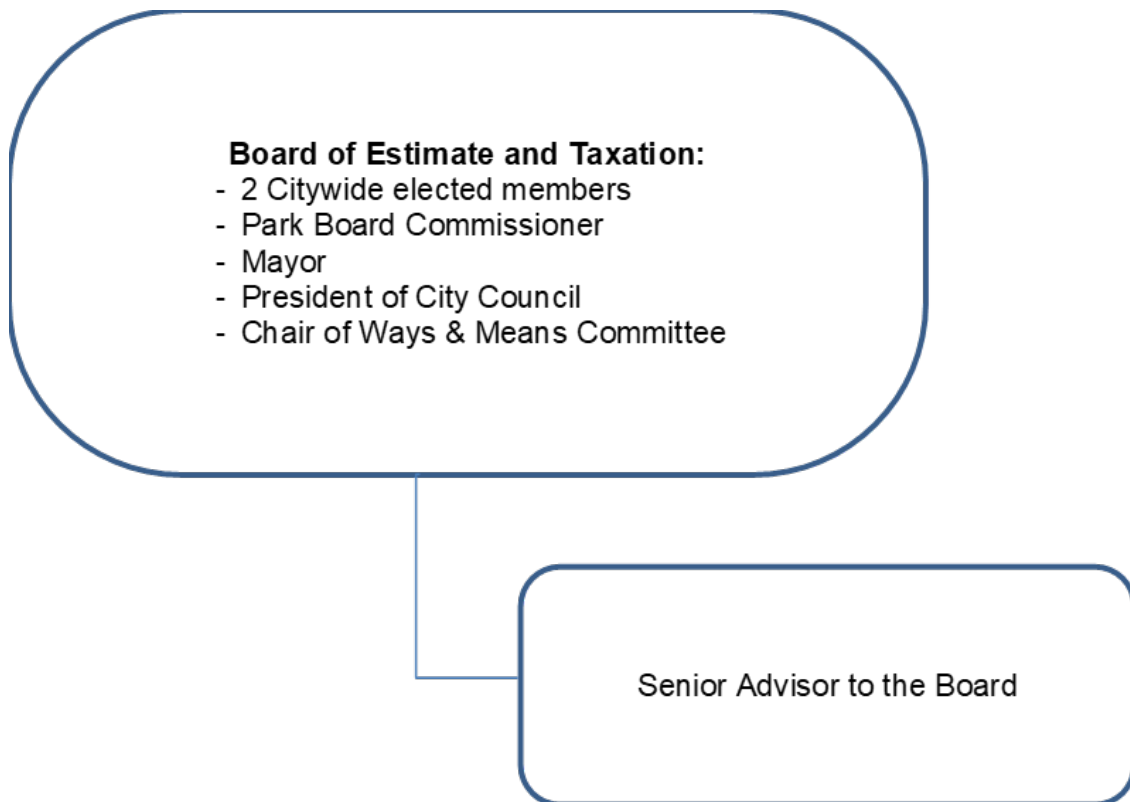 Board of Estimate and Taxation:
- 2 Citywide elected members
- Park Board Commissioner
- Mayor
- President of City Council
- Chair of Ways & Means Committee
Senior Advisor to the Board